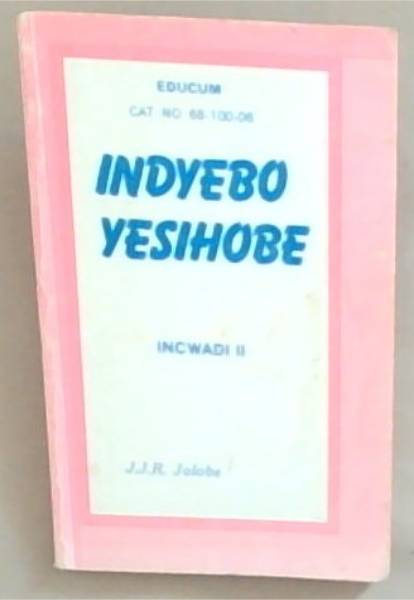 EDUCUM
CAT. NO. 68-100-06
INDYEBO
YESIHOBE
INCWADI II
J.J.R. Jolobe